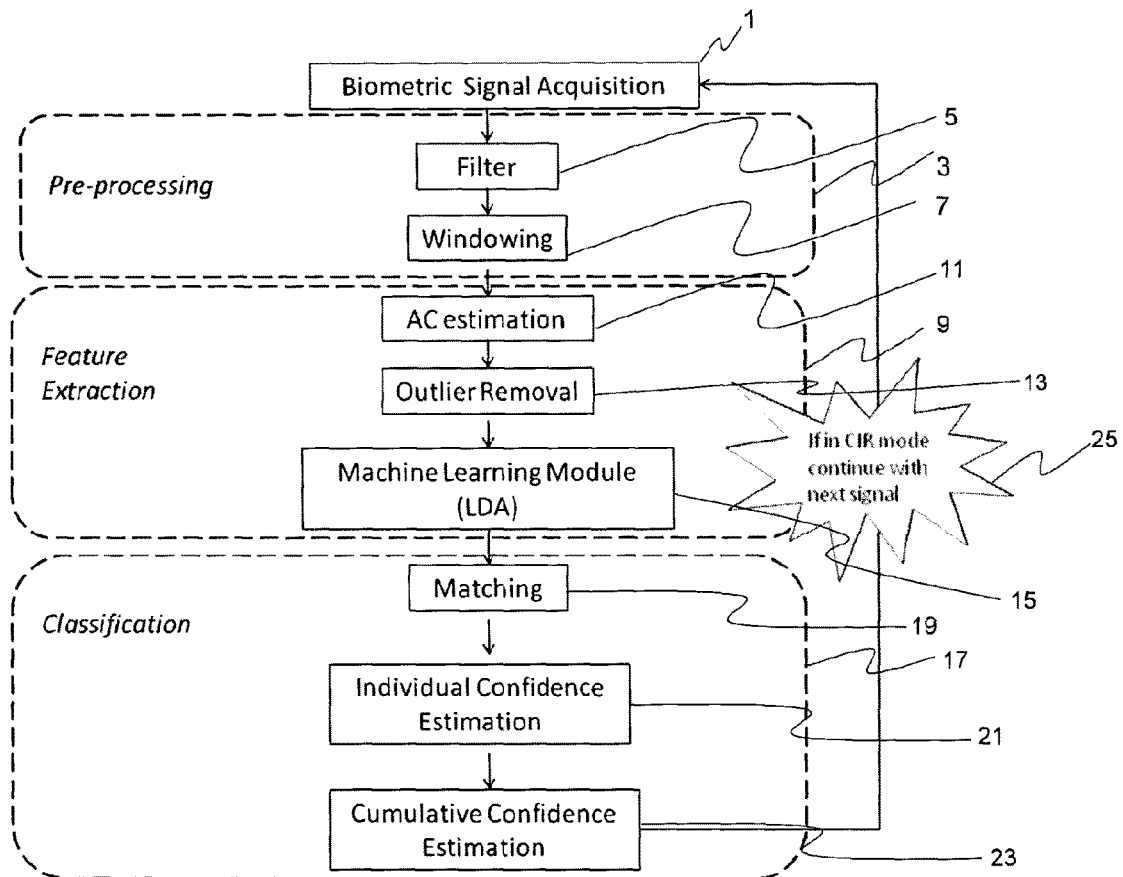 1
Biometric Signal Acquisition
5
Filter
3
Pre-processing
7
Windowing
11
AC estimation
9
Feature
Extraction
13
Outlier Removal
If in CIR mode
continue with
next signal
25
Machine Learning Module
(LDA)
15
Matching
19
Classification
17
Individual Confidence
Estimation
21
Cumulative Confidence
Estimation
23